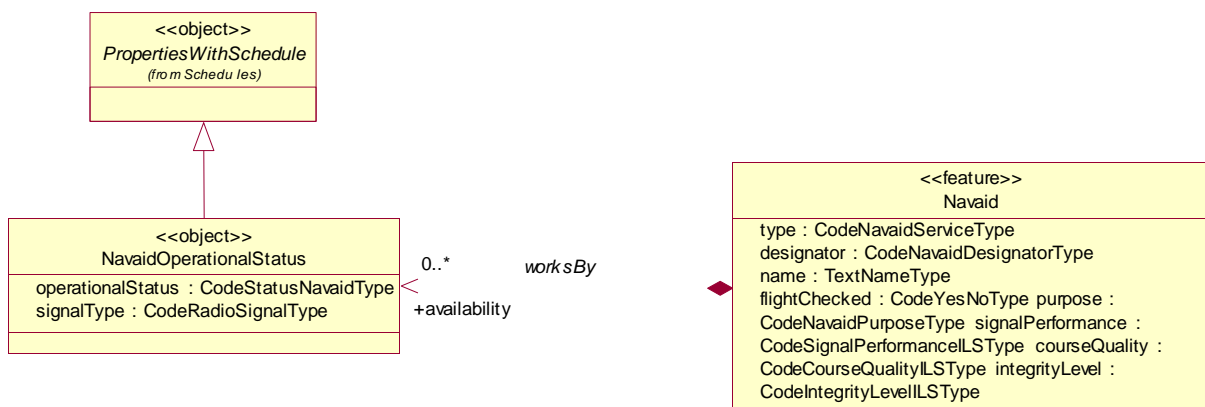 <<object>>
PropertiesWithSchedule
(from Schedules)
<<object>>
NavaidOperationalStatus
operationalStatus : CodeStatusNavaidType
signalType : CodeRadioSignalType
0..*
worksBy
+availability
<<feature>>
Navaid
type : CodeNavaidServiceType
designator : CodeNavaidDesignatorType
name : TextNameType
flightChecked : CodeYesNoType purpose :
CodeNavaidPurposeType signalPerformance :
CodeSignalPerformanceILSType courseQuality :
CodeCourseQualityILSType integrityLevel :
CodeIntegrityLevelILSType